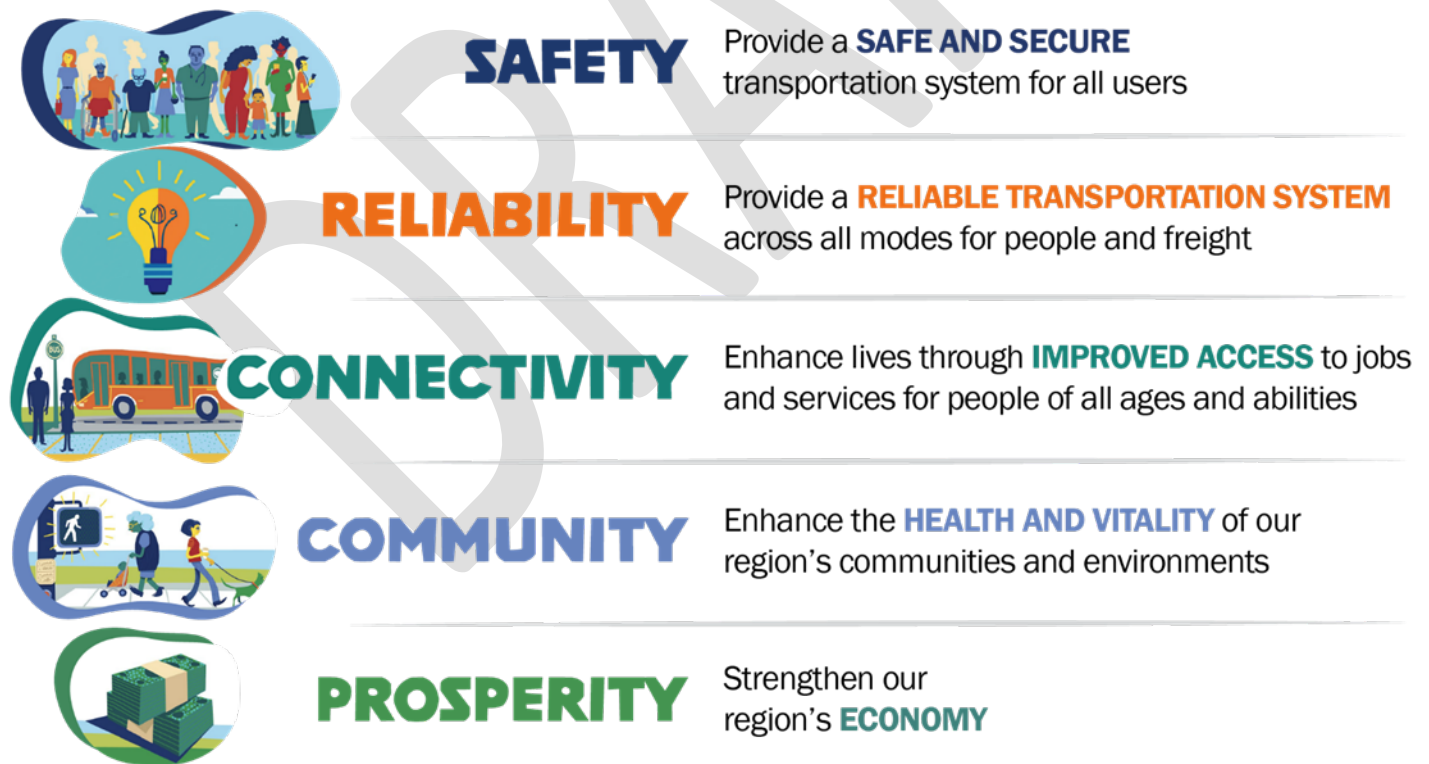 SAFETY
Provide a SAFE AND SECURE
transportation system for all users
RELIABILITY
Provide a RELIABLE TRANSPORTATION SYSTEM
across all modes for people and freight
BUS
CONNECTIVITY
Enhance lives through IMPROVED ACCESS to jobs
and services for people of all ages and abilities
COMMUNITY
Enhance the HEALTH AND VITALITY of our
region's communities and environments
PROSPERITY
Strengthen our
region's ECONOMY